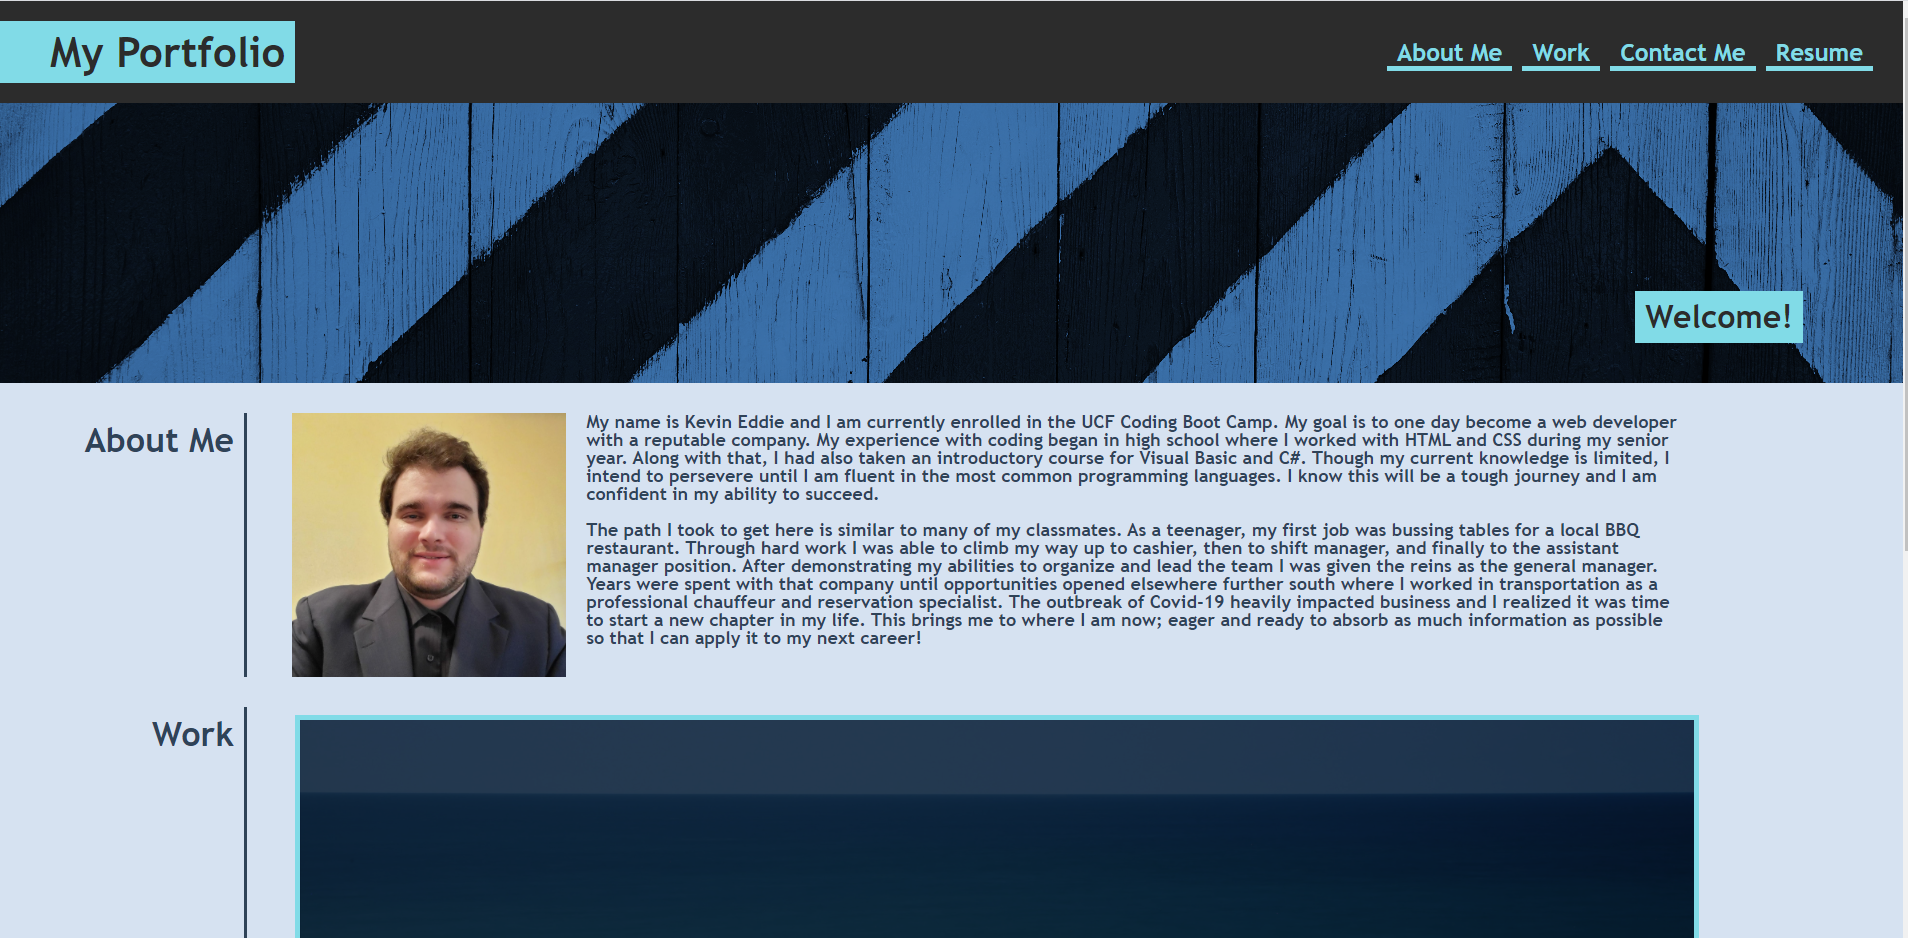 My Portfolio
About Me
Work
Contact Me
Resume
Welcome!
About Me
My name is Kevin Eddie and I am currently enrolled in the UCF Coding Boot Camp. My goal is to one day become a web developer
with a reputable company. My experience with coding began in high school where I worked with HTML and CSS during my senior
year. Along with that, I had also taken an introductory course for Visual Basic and C#. Though my current knowledge is limited, I
intend to persevere until I am fluent in the most common programming languages. I know this will be a tough journey and I am
confident in my ability to succeed.
The path I took to get here is similar to many of my classmates. As a teenager, my first job was bussing tables for a local BBQ
restaurant. Through hard work I was able to climb my way up to cashier, then to shift manager, and finally to the assistant
manager position. After demonstrating my abilities to organize and lead the team I was given the reins as the general manager.
Years were spent with that company until opportunities opened elsewhere further south where I worked in transportation as a
professional chauffeur and reservation specialist. The outbreak of Covid-19 heavily impacted business and I realized it was time
to start a new chapter in my life. This brings me to where I am now; eager and ready to absorb as much information as possible
so that I can apply it to my next career!
Work